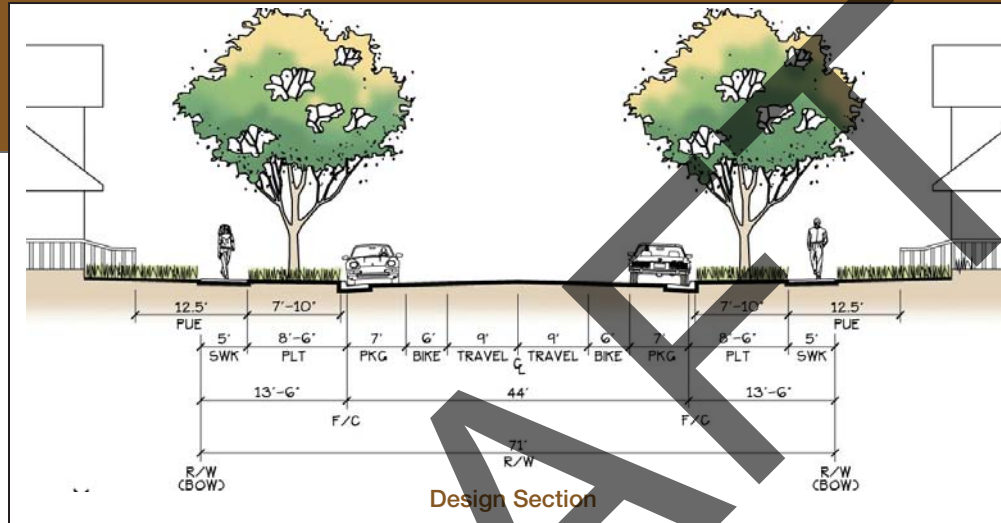 12.5' 7'-10" 7'-10" 12.5'
PUE PUE
5' 8'-6" 7' 6' 9' 9' 6' 7' 8'-6" 5'
SWK PLT PKG BIKE TRAVEL C L TRAVEL BIKE PKG PLT SWK
13'-6" 44' 13'-6"
F/C F/C
71'
R/W
R/W R/W
(BOW) (BOW)
Design Section